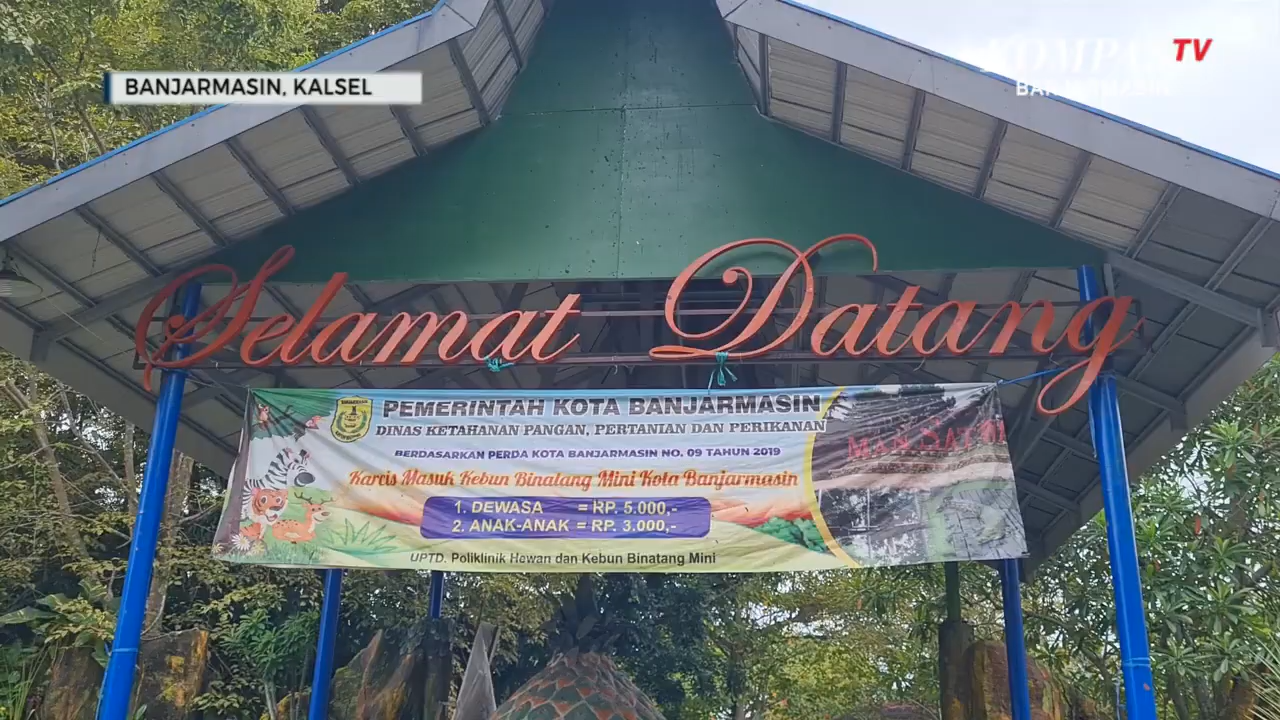 BANJARMASIN, KALSEL
KOMPAS TV
BANJARMASIN
Selamat Datang
PEMERINTAH KOTA BANJARMASIN
DINAS KETAHANAN PANGAN, PERTANIAN DAN PERIKANAN
BERDASARKAN PERDA KOTA BANJARMASIN NO. 09 TAHUN 2019
Karcis Masuk Kebun Binatang Mini Kota Banjarmasin
1. DEWASA = RP. 5.000,-
2. ANAK-ANAK = RP. 3.000,-
UPTD. Poliklinik Hewan dan Kebun Binatang Mini